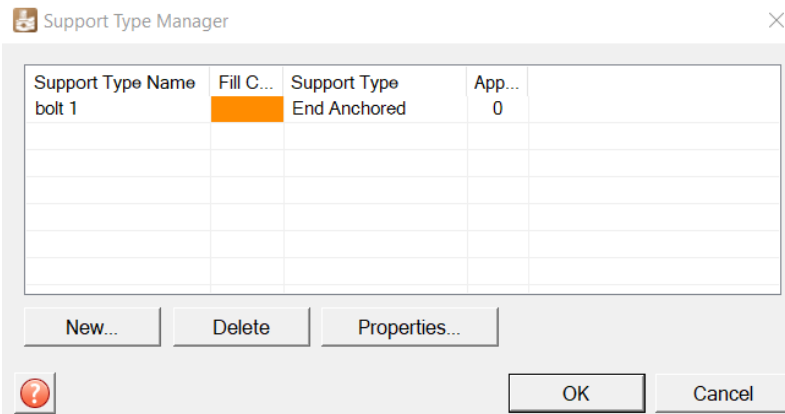 Support Type Manager
Support Type Name Fill C... Support Type App...
bolt 1 End Anchored 0
New... Delete Properties...
?
OK Cancel